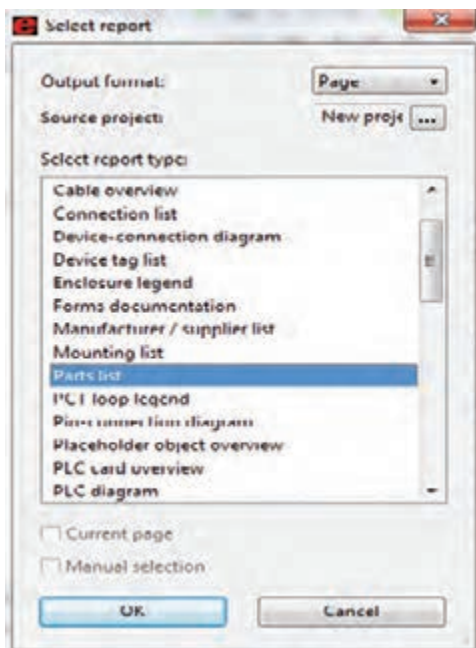 Select report
Output format: Page
Source project: New proje ...
Select report type:
Cable overview
Connection list
Device-connection diagram
Device tag list
Enclosure legend
Forms documentation
Manufacturer / supplier list
Mounting list
Parts list
PCT loop legend
Pin-connection diagram
Placeholder object overview
PLC card overview
PLC diagram
Current page
Manual selection
OK Cancel